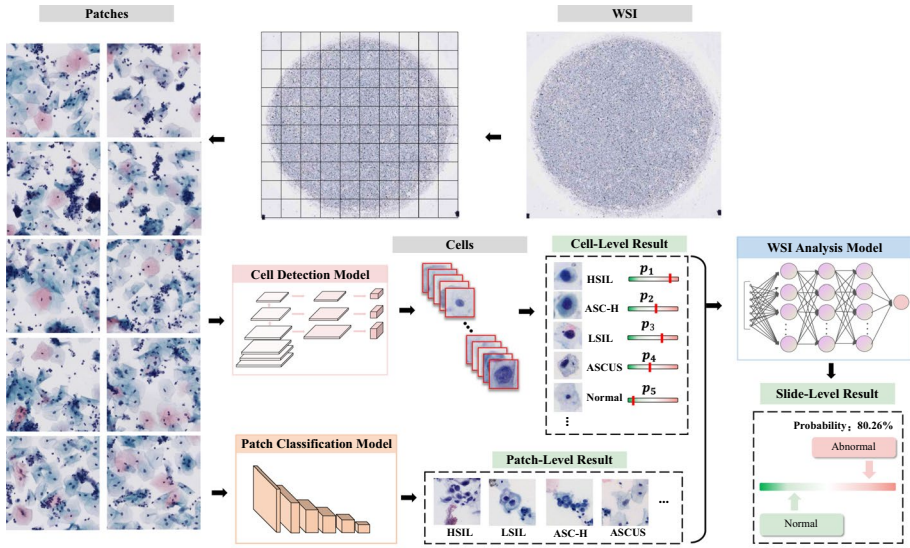 Patches
WSI
Cell Detection Model
Cells
Cell-Level Result
HSIL
p1
ASC-H
p2
LSIL
p3
ASCUS
p4
Normal
p5
WSI Analysis Model
Slide-Level Result
Probability: 80.26%
Abnormal
Normal
Patch Classification Model
Patch-Level Result
HSIL LSIL ASC-H ASCUS ...